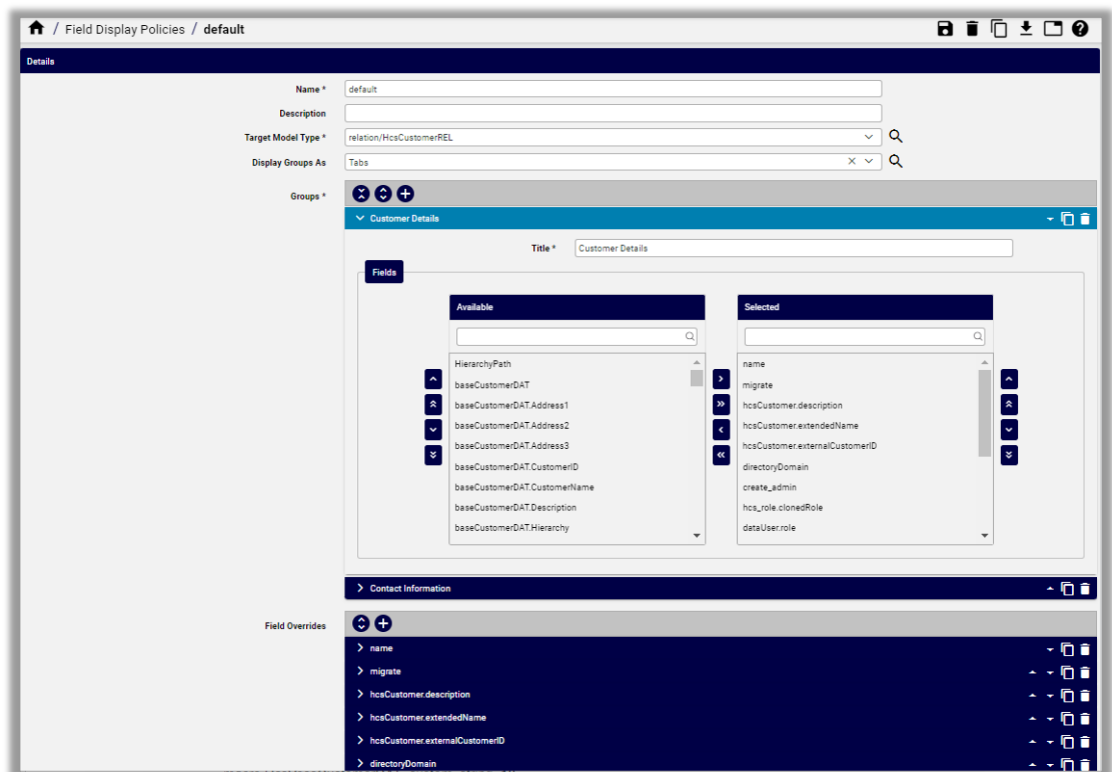 / Field Display Policies / default
Details
Name * default
Description
Target Model Type * relation/HcsCustomerREL
Display Groups As Tabs
Groups *
Customer Details
Title * Customer Details
Fields
Available Selected
HierarchyPath name
baseCustomerDAT migrate
baseCustomerDAT.Address1 hcsCustomer.description
baseCustomerDAT.Address2 hcsCustomer.extendedName
baseCustomerDAT.Address3 hcsCustomer.externalCustomerID
baseCustomerDAT.CustomerID directoryDomain
baseCustomerDAT.CustomerName create_admin
baseCustomerDAT.Description hcs_role.clonedRole
baseCustomerDAT.Hierarchy dataUser.role
Contact Information
Field Overrides
name
migrate
hcsCustomer.description
hcsCustomer.extendedName
hcsCustomer.externalCustomerID
directoryDomain